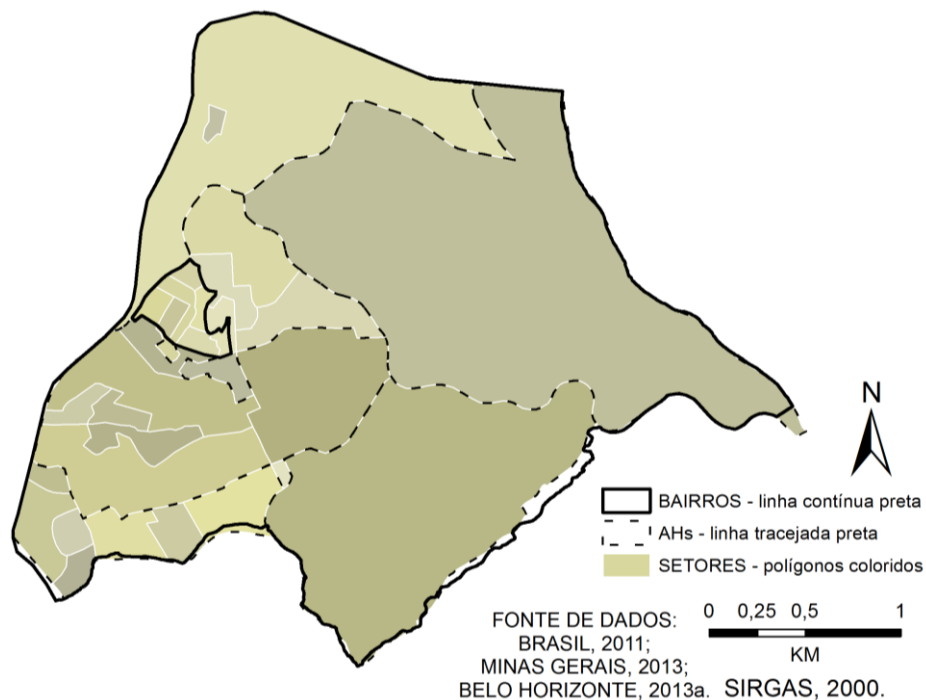 N
BAIRROS - linha contínua preta
AHs - linha tracejada preta
SETORES - polígonos coloridos
FONTE DE DADOS:
BRASIL, 2011;
MINAS GERAIS, 2013;
BELO HORIZONTE, 2013a.
0 0,25 0,5 1
KM
SIRGAS, 2000.